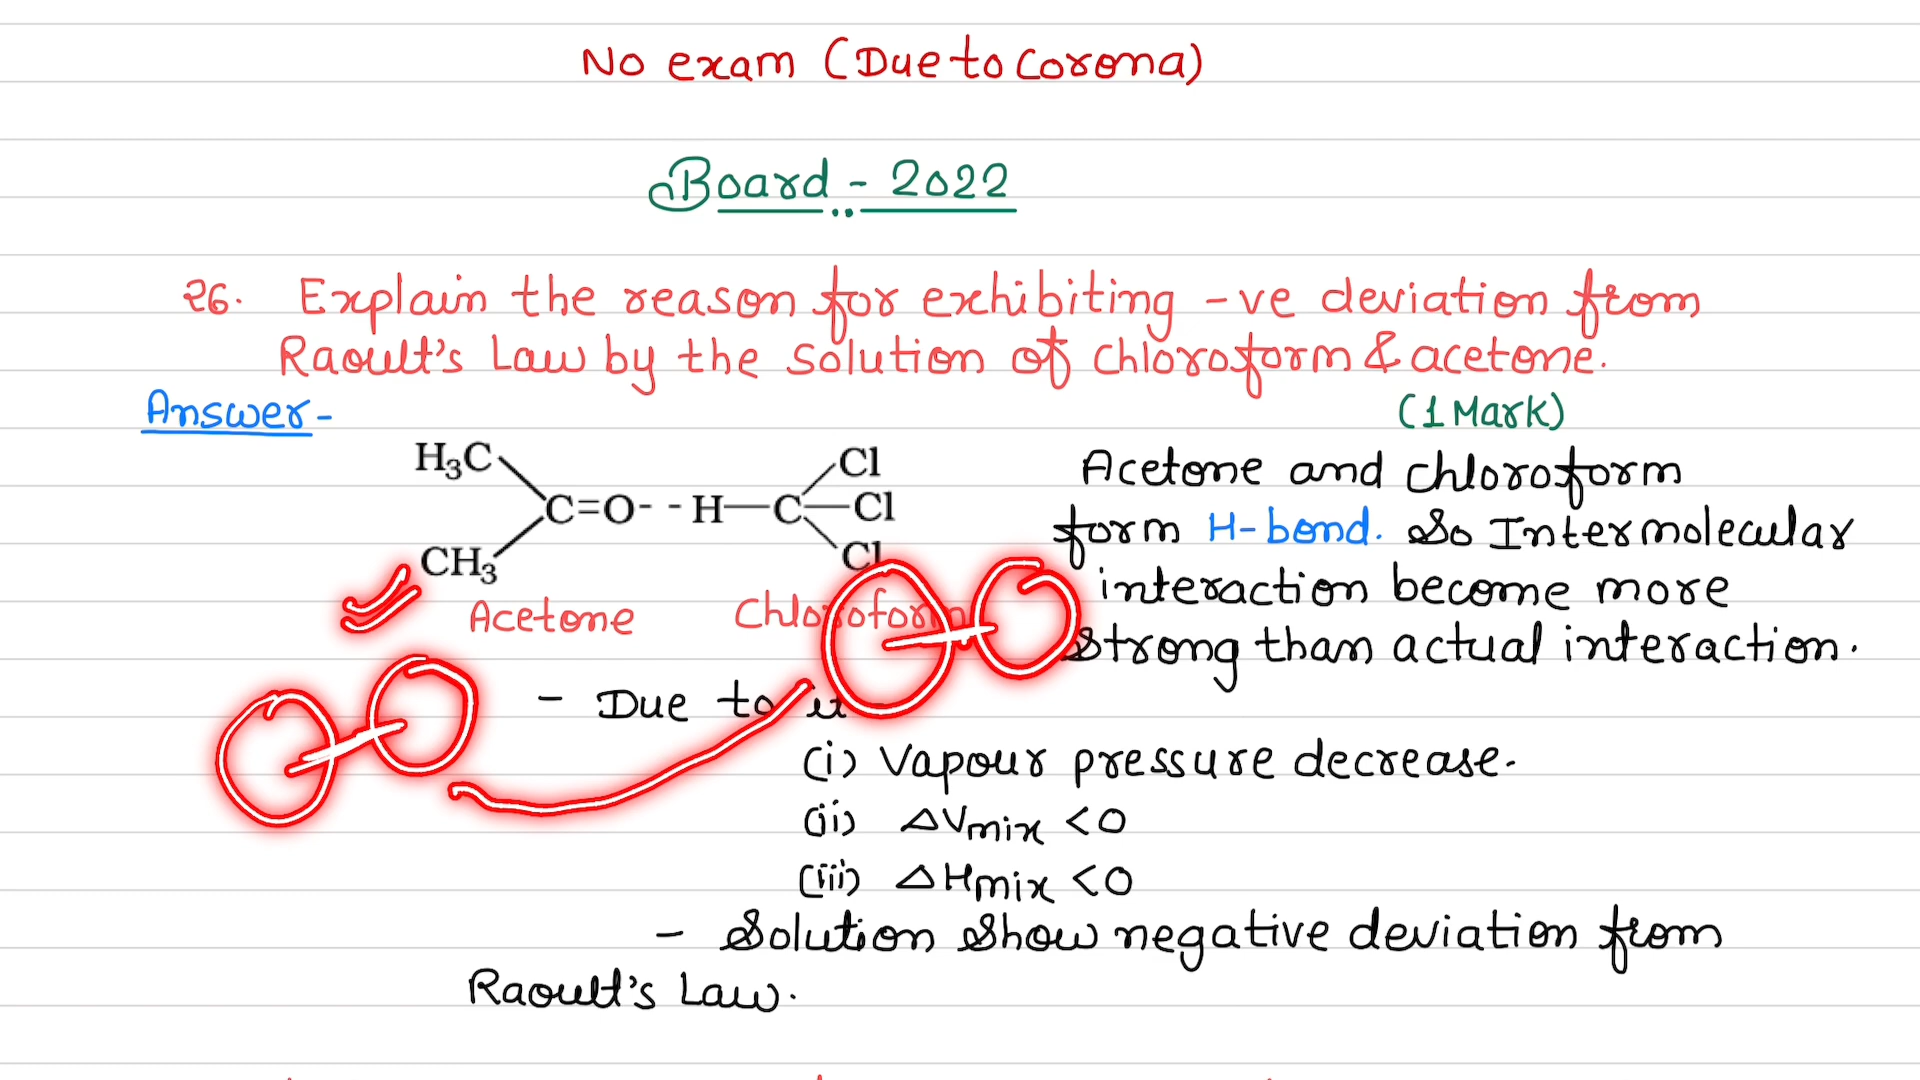 No exam (Due to Corona)
Board - 2022
26. Explain the reason for exhibiting -ve deviation from
Raoult's Law by the solution of chloroform & acetone.
(1 Mark)
Answer -
H₃C
Cl
C=O- -H—C—Cl
CH₃
Cl
Acetone Chloroform
Acetone and chloroform
form H-bond. So Intermolecular
interaction become more
strong than actual interaction.
- Due to it
(i) Vapour pressure decrease.
(ii) ΔVmix <0
(iii) ΔHmix <0
- Solution Show negative deviation from
Raoult's Law.